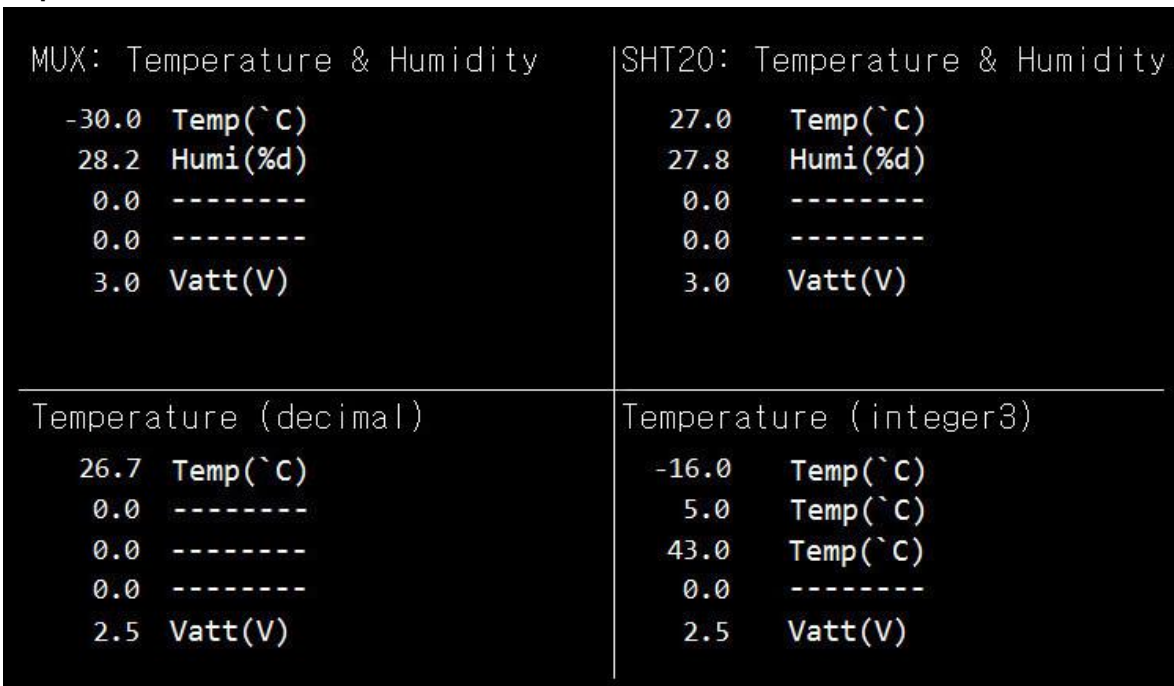 MUX: Temperature & Humidity
-30.0 Temp(`C)
28.2 Humi(%d)
0.0 --------
0.0 --------
3.0 Vatt(V)
SHT20: Temperature & Humidity
27.0 Temp(`C)
27.8 Humi(%d)
0.0 --------
0.0 --------
3.0 Vatt(V)
Temperature (decimal)
26.7 Temp(`C)
0.0 --------
0.0 --------
0.0 --------
2.5 Vatt(V)
Temperature (integer3)
-16.0 Temp(`C)
5.0 Temp(`C)
43.0 Temp(`C)
0.0 --------
2.5 Vatt(V)